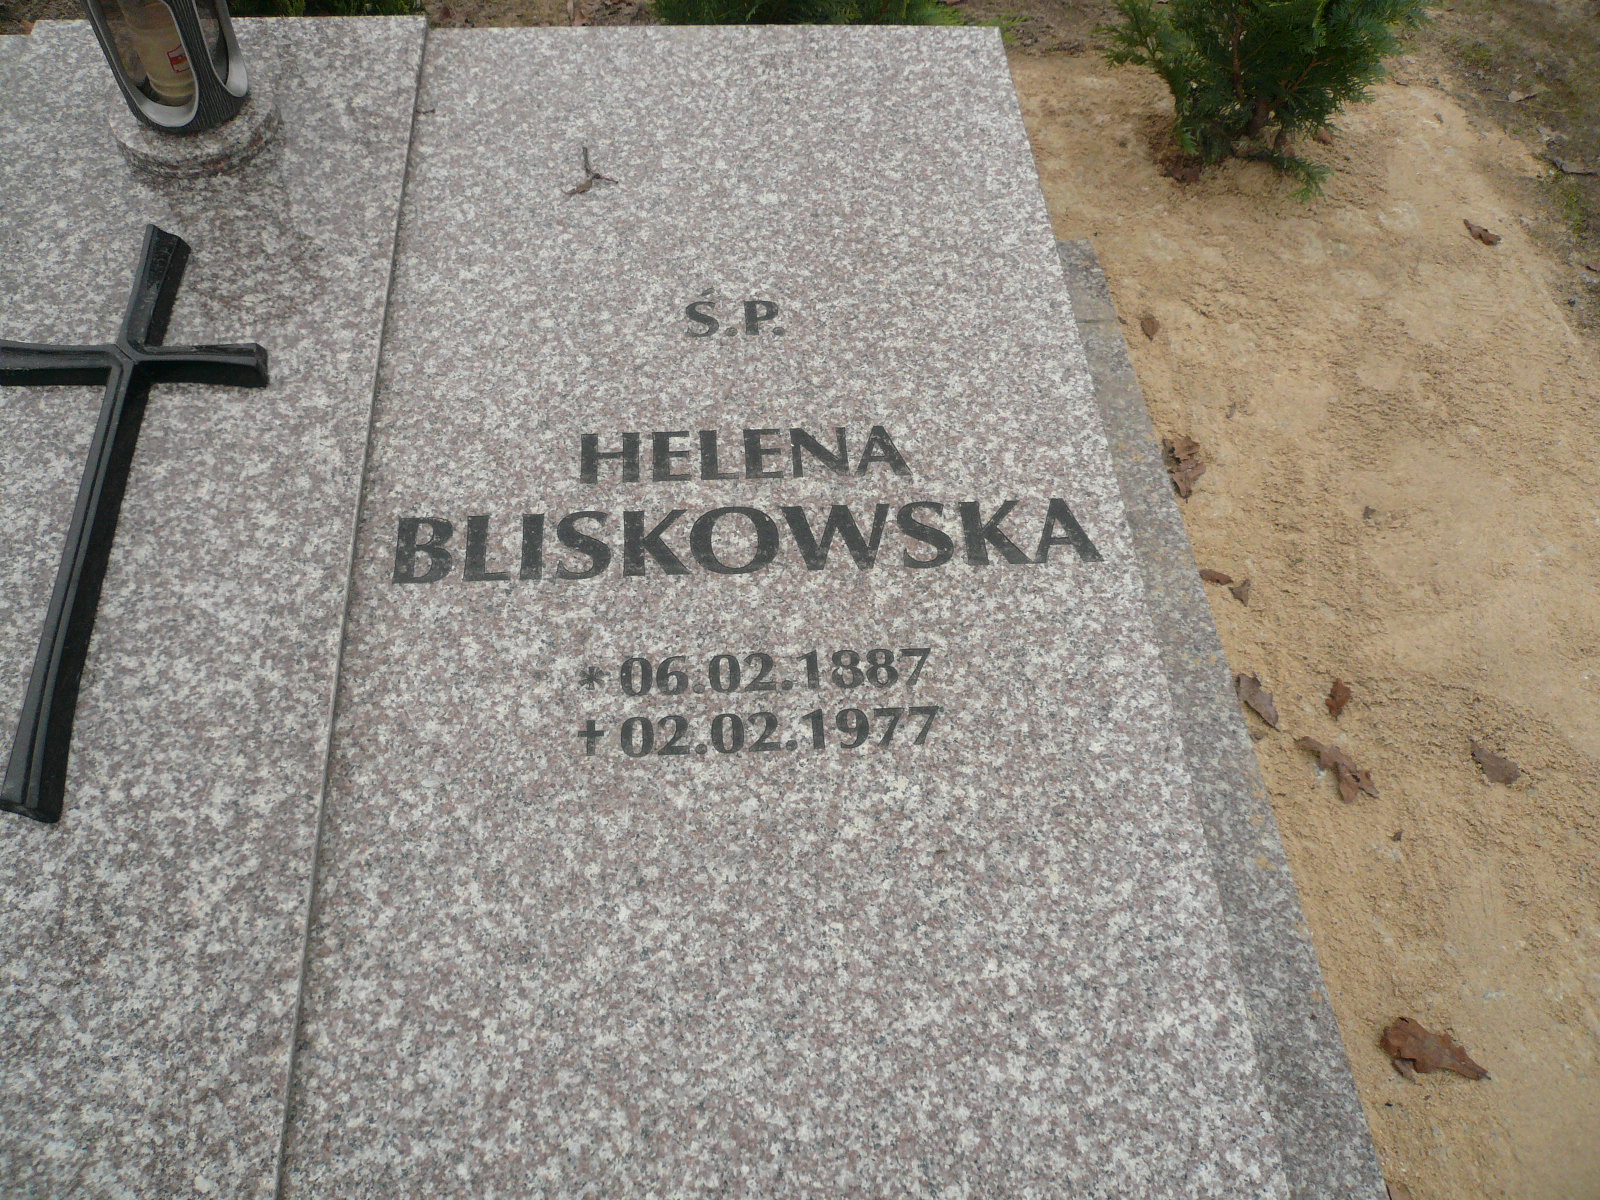 Ś.P.
HELENA
BLISKOWSKA
*06.02.1887
+02.02.1977